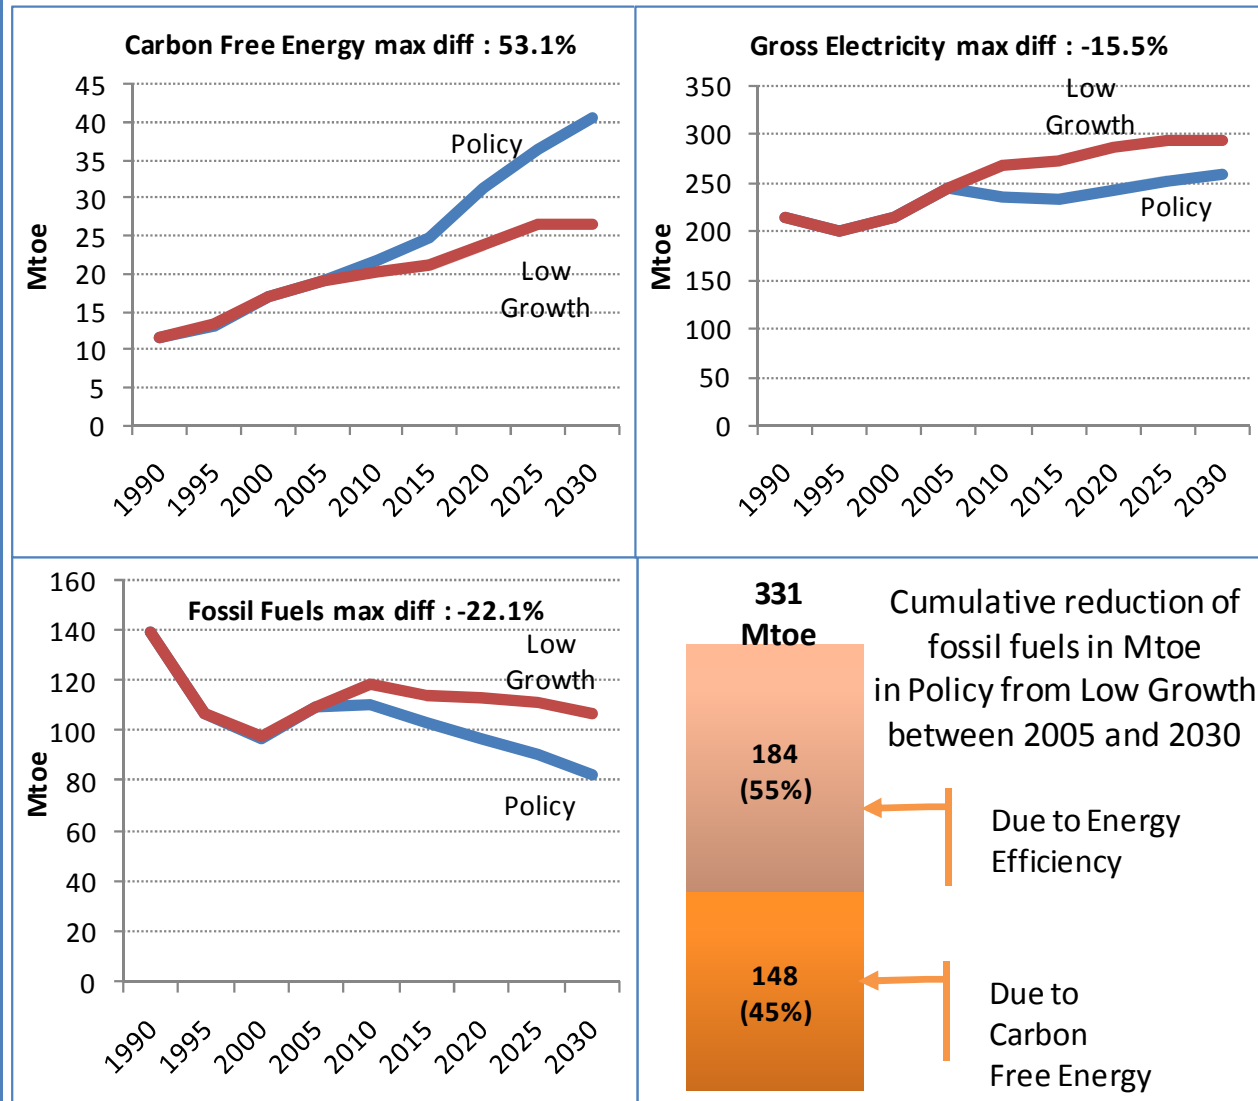 Carbon Free Energy max diff : 53.1%
45
40
35
30
25
20
15
10
5
0
Mtoe
Policy
Low
Growth
1990
1995
2000
2005
2010
2015
2020
2025
2030
Gross Electricity max diff : -15.5%
350
300
250
200
150
100
50
0
Mtoe
Low
Growth
Policy
1990
1995
2000
2005
2010
2015
2020
2025
2030
Fossil Fuels max diff : -22.1%
160
140
120
100
80
60
40
20
0
Mtoe
Low
Growth
Policy
1990
1995
2000
2005
2010
2015
2020
2025
2030
331
Mtoe
184
(55%)
148
(45%)
Cumulative reduction of
fossil fuels in Mtoe
in Policy from Low Growth
between 2005 and 2030
Due to Energy
Efficiency
Due to
Carbon
Free Energy